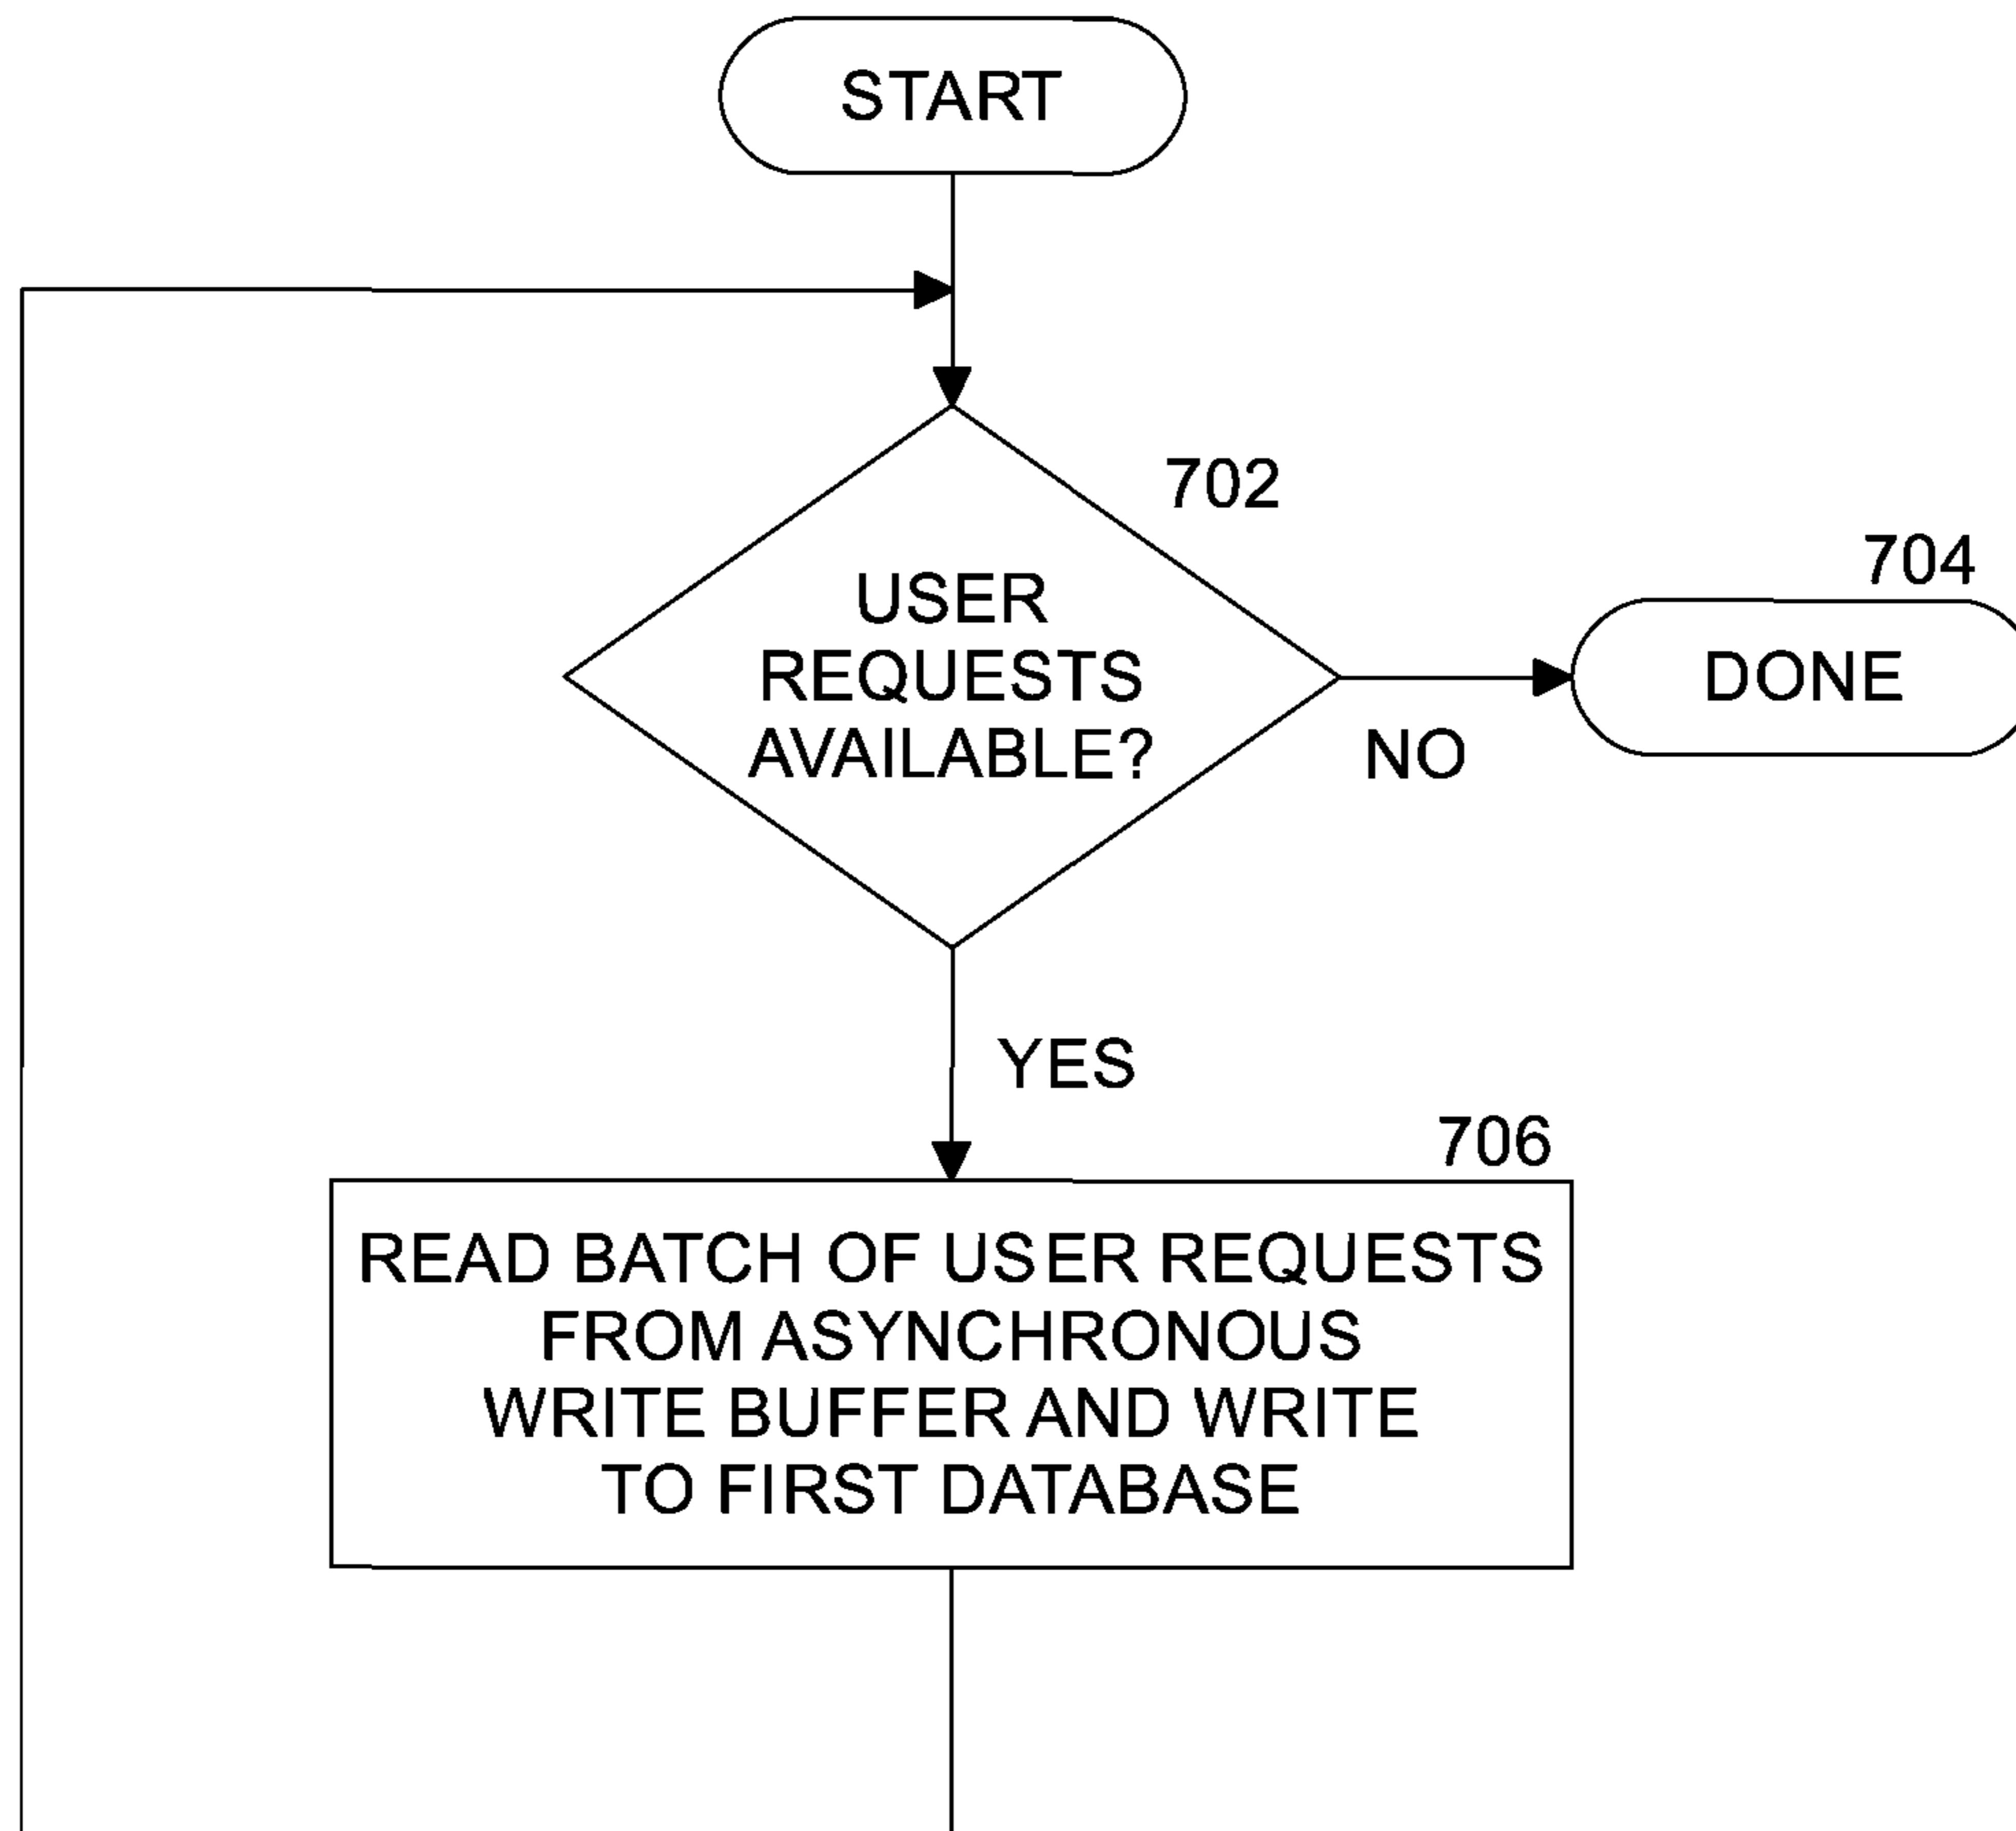 START
702
704
USER
REQUESTS
AVAILABLE?
DONE
NO
YES
706
READ BATCH OF USER REQUESTS
FROM ASYNCHRONOUS
WRITE BUFFER AND WRITE
TO FIRST DATABASE